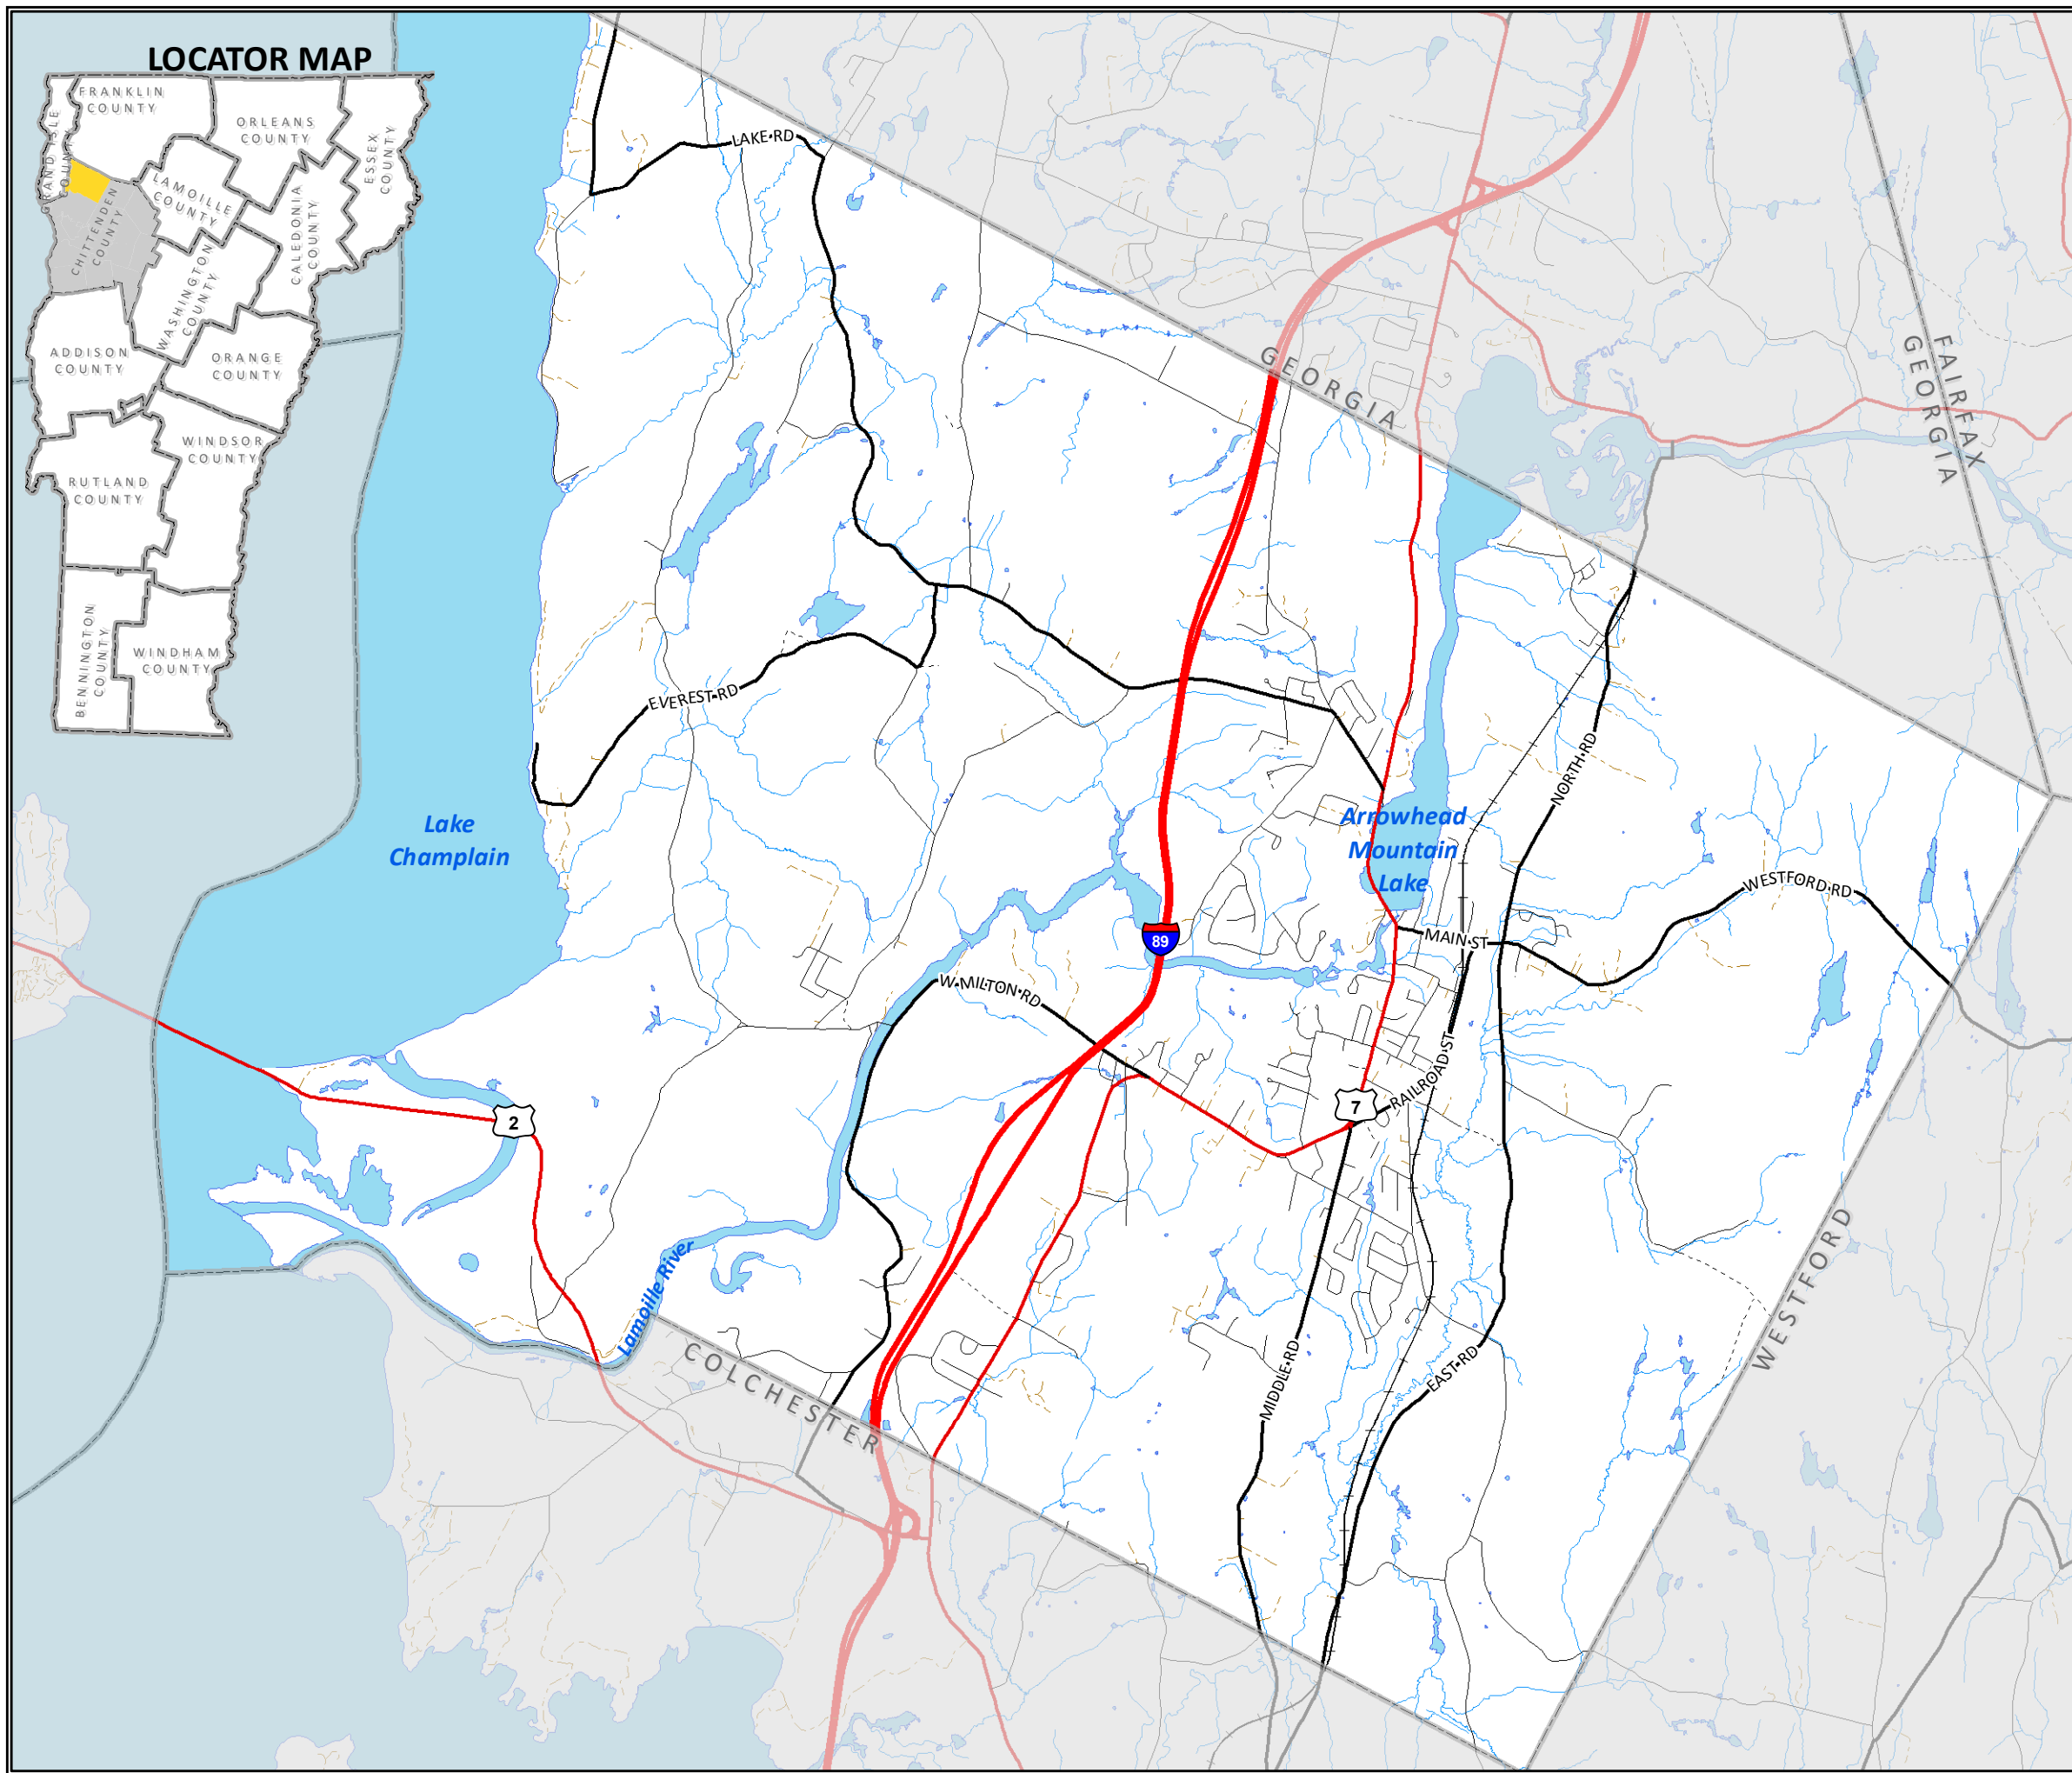 LOCATOR MAP
FRANKLIN
COUNTY
GRAND ISLE
COUNTY
ORLEANS
COUNTY
ESSEX
COUNTY
LAMOILLE
COUNTY
CHITTENDEN
COUNTY
CALEDONIA
COUNTY
WASHINGTON
COUNTY
ADDISON
COUNTY
ORANGE
COUNTY
WINDSOR
COUNTY
RUTLAND
COUNTY
BENNINGTON
COUNTY
WINDHAM
COUNTY
LAKE RD
GEORGIA
FAIRFAX
GEORGIA
EVEREST RD
NORTH RD
Lake
Champlain
Arrowhead
Mountain
Lake
WESTFORD RD
MAIN ST
89
W MILTON RD
RAILROAD ST
7
2
Lamoille River
WESTFORD
COLCHESTER
MIDDLE RD
EAST RD